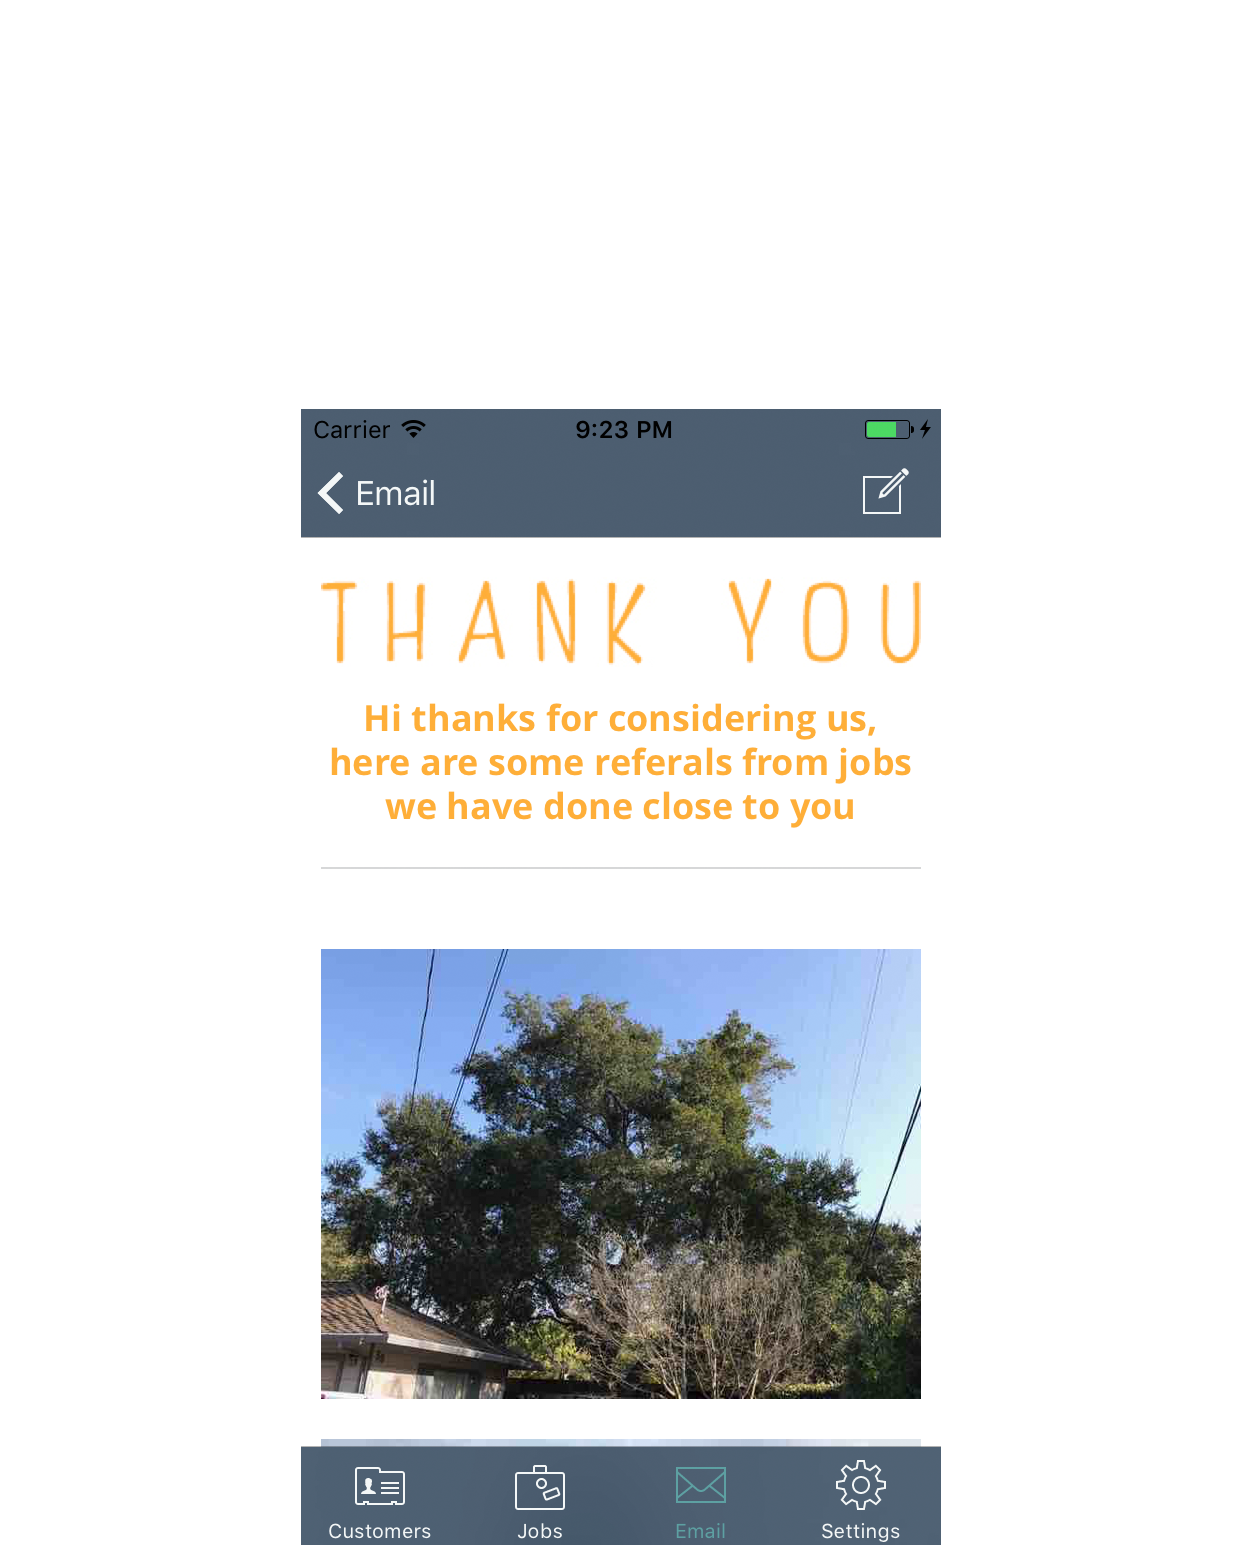 Carrier 9:23 PM
Email
THANK YOU
Hi thanks for considering us,
here are some referals from jobs
we have done close to you
Customers Jobs Email Settings